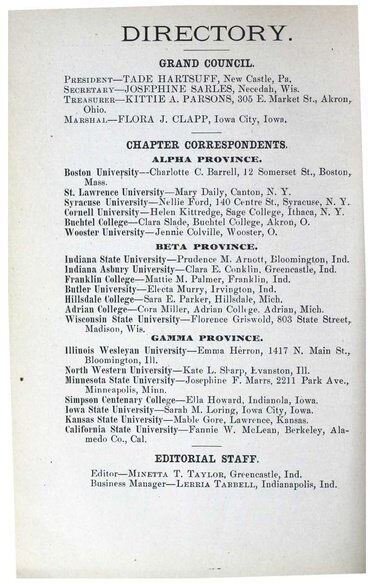 DIRECTORY.
GRAND COUNCIL.
PRESIDENT—TADE HARTSUFF, New Castle, Pa.
SECRETARY—JOSEPHINE SARLES, Necedah, Wis.
TREASURER—KITTIE A. PARSONS, 305 E. Market St., Akron,
Ohio.
MARSHAL—FLORA J. CLAPP, Iowa City, Iowa.
CHAPTER CORRESPONDENTS.
ALPHA PROVINCE.
Boston University—Charlotte C. Barrell, 12 Somerset St., Boston,
Mass.
St. Lawrence University—Mary Daily, Canton, N. Y.
Syracuse University—Nellie Ford, 140 Centre St., Syracuse, N. Y.
Cornell University—Helen Kittredge, Sage College, Ithaca, N. Y.
Buchtel College—Clara Slade, Buchtel College, Akron, O.
Wooster University—Jennie Colville, Wooster, O.
BETA PROVINCE.
Indiana State University—Prudence M. Arnott, Bloomington, Ind.
Indiana Asbury University—Clara E. Conklin, Greencastle, Ind.
Franklin College—Mattie M. Palmer, Franklin, Ind.
Butler University—Electa Murry, Irvington, Ind.
Hillsdale College—Sara E. Parker, Hillsdale, Mich.
Adrian College—Cora Miller, Adrian College. Adrian, Mich.
Wisconsin State University—Florence Griswold, 803 State Street,
Madison, Wis.
GAMMA PROVINCE.
Illinois Wesleyan University—Emma Herron, 1417 N. Main St.,
Bloomington, Ill.
North Western University—Kate L. Sharp, Evanston, Ill.
Minnesota State University—Josephine F. Marrs, 2211 Park Ave.,
Minneapolis, Minn.
Simpson Centenary College—Ella Howard, Indianola, Iowa.
Iowa State University—Sarah M. Loring, Iowa City, Iowa.
Kansas State University—Mable Gore, Lawrence, Kansas.
California State University—Fannie W. McLean, Berkeley, Ala-
medo Co., Cal.
EDITORIAL STAFF.
Editor—MINETTA T. TAYLOR, Greencastle, Ind.
Business Manager—LERRIA TARBELL, Indianapolis, Ind.